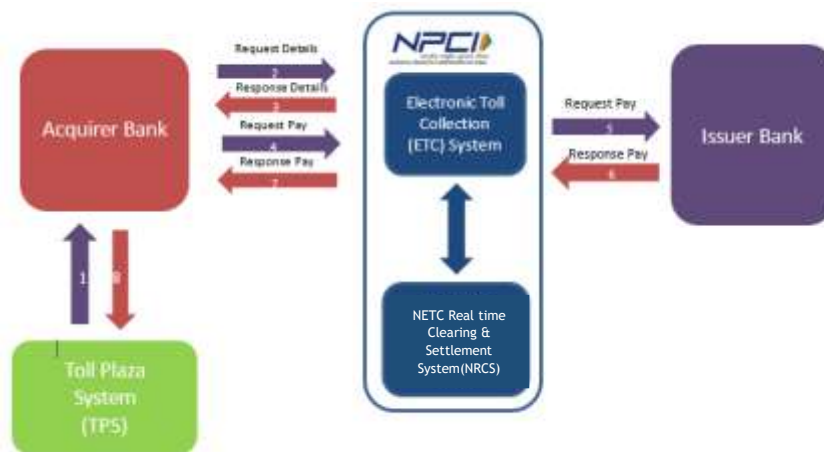 Request Details
2
Response Details
3
Request Pay
4
Response Pay
7
Acquirer Bank
1
8
Toll Plaza
System
(TPS)
NPCI
Electronic Toll
Collection
(ETC) System
NETC Real time
Clearing &
Settlement
System(NRCS)
Request Pay
5
Response Pay
6
Issuer Bank